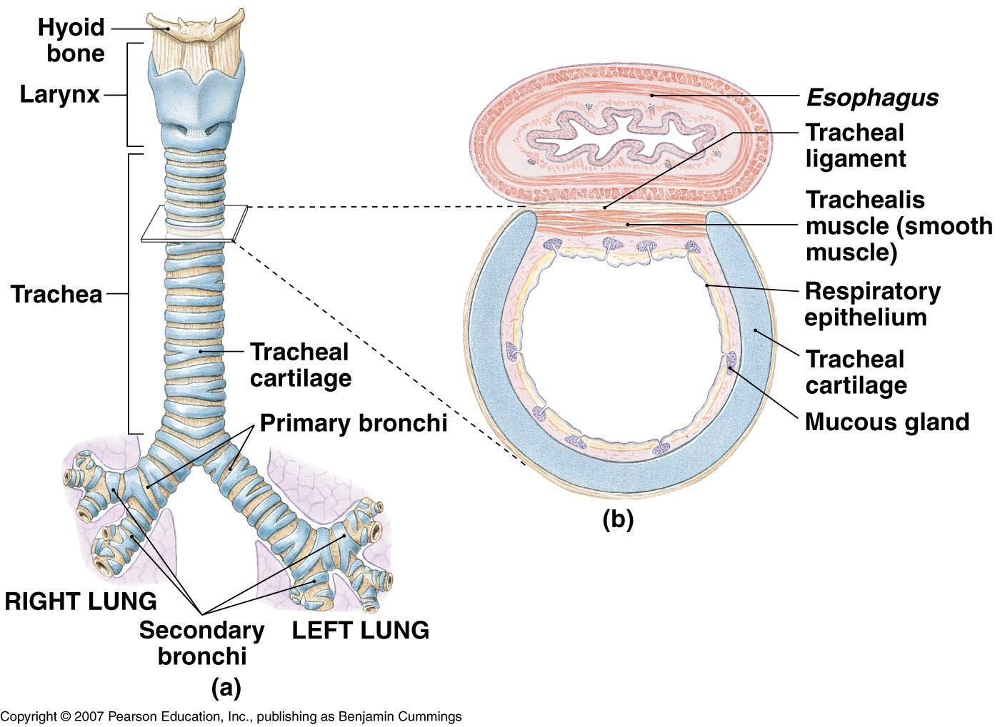 Hyoid
bone
Larynx
Trachea
Tracheal
cartilage
Primary bronchi
RIGHT LUNG
Secondary
bronchi
LEFT LUNG
(a)
Esophagus
Tracheal
ligament
Trachealis
muscle (smooth
muscle)
Respiratory
epithelium
Tracheal
cartilage
Mucous gland
(b)
Copyright © 2007 Pearson Education, Inc., publishing as Benjamin Cummings